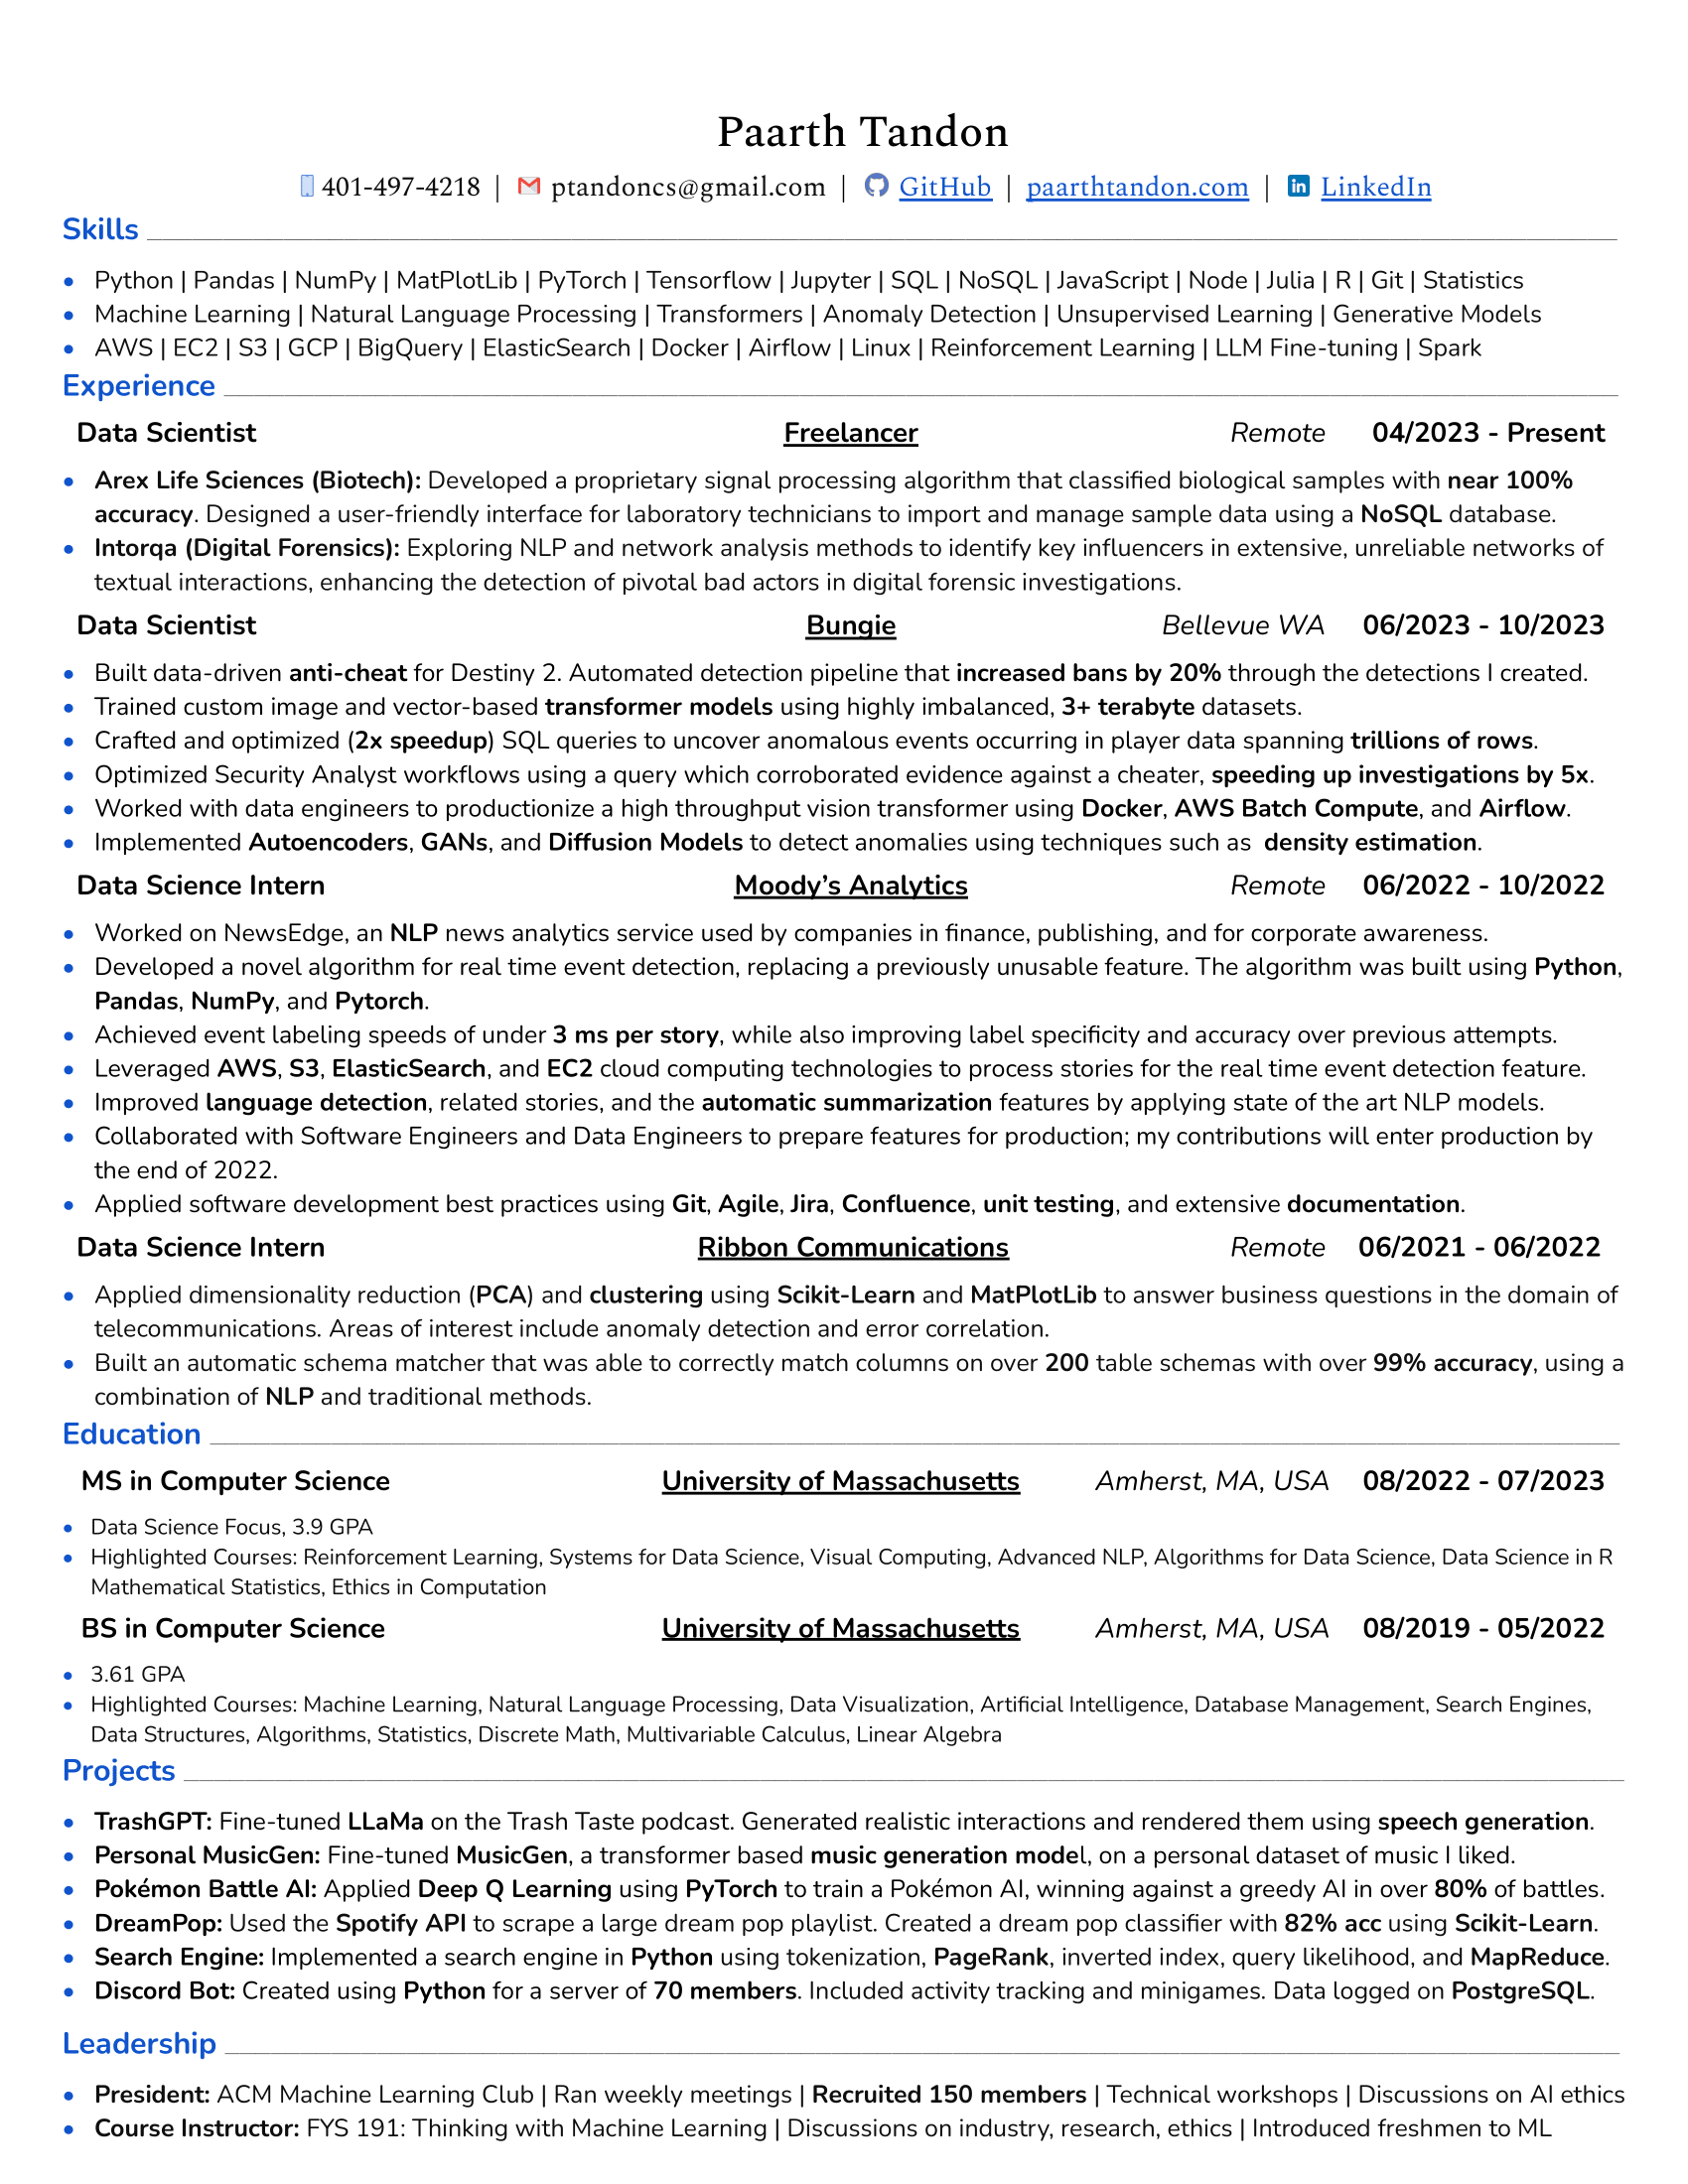 Paarth Tandon
401-497-4218 | ptandoncs@gmail.com | GitHub | paarthtandon.com | LinkedIn
Skills
• Python | Pandas | NumPy | MatPlotLib | PyTorch | Tensorflow | Jupyter | SQL | NoSQL | JavaScript | Node | Julia | R | Git | Statistics
• Machine Learning | Natural Language Processing | Transformers | Anomaly Detection | Unsupervised Learning | Generative Models
• AWS | EC2 | S3 | GCP | BigQuery | ElasticSearch | Docker | Airflow | Linux | Reinforcement Learning | LLM Fine-tuning | Spark
Experience
Data Scientist Freelancer Remote 04/2023 - Present
• Arex Life Sciences (Biotech): Developed a proprietary signal processing algorithm that classified biological samples with near 100%
accuracy. Designed a user-friendly interface for laboratory technicians to import and manage sample data using a NoSQL database.
• Intorqa (Digital Forensics): Exploring NLP and network analysis methods to identify key influencers in extensive, unreliable networks of
textual interactions, enhancing the detection of pivotal bad actors in digital forensic investigations.
Data Scientist Bungie Bellevue WA 06/2023 - 10/2023
• Built data-driven anti-cheat for Destiny 2. Automated detection pipeline that increased bans by 20% through the detections I created.
• Trained custom image and vector-based transformer models using highly imbalanced, 3+ terabyte datasets.
• Crafted and optimized (2x speedup) SQL queries to uncover anomalous events occurring in player data spanning trillions of rows.
• Optimized Security Analyst workflows using a query which corroborated evidence against a cheater, speeding up investigations by 5x.
• Worked with data engineers to productionize a high throughput vision transformer using Docker, AWS Batch Compute, and Airflow.
• Implemented Autoencoders, GANs, and Diffusion Models to detect anomalies using techniques such as density estimation.
Data Science Intern Moody's Analytics Remote 06/2022 - 10/2022
• Worked on NewsEdge, an NLP news analytics service used by companies in finance, publishing, and for corporate awareness.
• Developed a novel algorithm for real time event detection, replacing a previously unusable feature. The algorithm was built using Python,
Pandas, NumPy, and Pytorch.
• Achieved event labeling speeds of under 3 ms per story, while also improving label specificity and accuracy over previous attempts.
• Leveraged AWS, S3, ElasticSearch, and EC2 cloud computing technologies to process stories for the real time event detection feature.
• Improved language detection, related stories, and the automatic summarization features by applying state of the art NLP models.
• Collaborated with Software Engineers and Data Engineers to prepare features for production; my contributions will enter production by
the end of 2022.
• Applied software development best practices using Git, Agile, Jira, Confluence, unit testing, and extensive documentation.
Data Science Intern Ribbon Communications Remote 06/2021 - 06/2022
• Applied dimensionality reduction (PCA) and clustering using Scikit-Learn and MatPlotLib to answer business questions in the domain of
telecommunications. Areas of interest include anomaly detection and error correlation.
• Built an automatic schema matcher that was able to correctly match columns on over 200 table schemas with over 99% accuracy, using a
combination of NLP and traditional methods.
Education
MS in Computer Science University of Massachusetts Amherst, MA, USA 08/2022 - 07/2023
• Data Science Focus, 3.9 GPA
• Highlighted Courses: Reinforcement Learning, Systems for Data Science, Visual Computing, Advanced NLP, Algorithms for Data Science, Data Science in R
Mathematical Statistics, Ethics in Computation
BS in Computer Science University of Massachusetts Amherst, MA, USA 08/2019 - 05/2022
• 3.61 GPA
• Highlighted Courses: Machine Learning, Natural Language Processing, Data Visualization, Artificial Intelligence, Database Management, Search Engines,
Data Structures, Algorithms, Statistics, Discrete Math, Multivariable Calculus, Linear Algebra
Projects
• TrashGPT: Fine-tuned LLaMa on the Trash Taste podcast. Generated realistic interactions and rendered them using speech generation.
• Personal MusicGen: Fine-tuned MusicGen, a transformer based music generation model, on a personal dataset of music I liked.
• Pokémon Battle AI: Applied Deep Q Learning using PyTorch to train a Pokémon AI, winning against a greedy AI in over 80% of battles.
• DreamPop: Used the Spotify API to scrape a large dream pop playlist. Created a dream pop classifier with 82% acc using Scikit-Learn.
• Search Engine: Implemented a search engine in Python using tokenization, PageRank, inverted index, query likelihood, and MapReduce.
• Discord Bot: Created using Python for a server of 70 members. Included activity tracking and minigames. Data logged on PostgreSQL.
Leadership
• President: ACM Machine Learning Club | Ran weekly meetings | Recruited 150 members | Technical workshops | Discussions on AI ethics
• Course Instructor: FYS 191: Thinking with Machine Learning | Discussions on industry, research, ethics | Introduced freshmen to ML